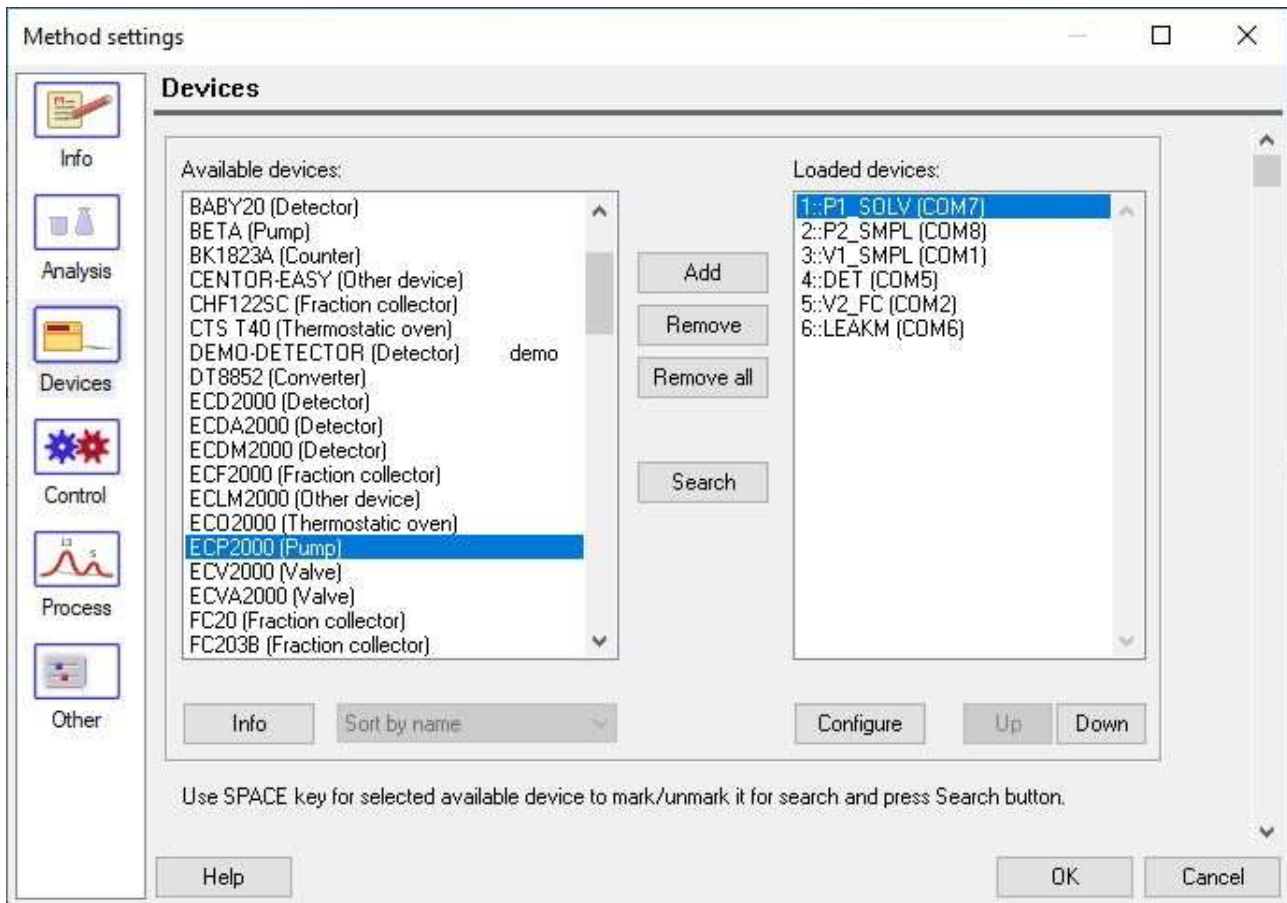 Method settings
Info
Analysis
Devices
Control
Process
Other
Devices
Available devices:
BABY20 (Detector)
BETA (Pump)
BK1823A (Counter)
CENTOR-EASY (Other device)
CHF122SC (Fraction collector)
CTS T40 (Thermostatic oven)
DEMO-DETECTOR (Detector) demo
DT8852 (Converter)
ECD2000 (Detector)
ECDA2000 (Detector)
ECDM2000 (Detector)
ECF2000 (Fraction collector)
ECLM2000 (Other device)
ECO2000 (Thermostatic oven)
ECP2000 (Pump)
ECV2000 (Valve)
ECVA2000 (Valve)
FC20 (Fraction collector)
FC203B (Fraction collector)
Add
Remove
Remove all
Search
Loaded devices:
1::P1_SOLV (COM7)
2::P2_SMPL (COM8)
3::V1_SMPL (COM1)
4::DET (COM5)
5::V2_FC (COM2)
6::LEAKM (COM6)
Info
Sort by name
Configure
Up
Down
Use SPACE key for selected available device to mark/unmark it for search and press Search button.
Help
OK
Cancel